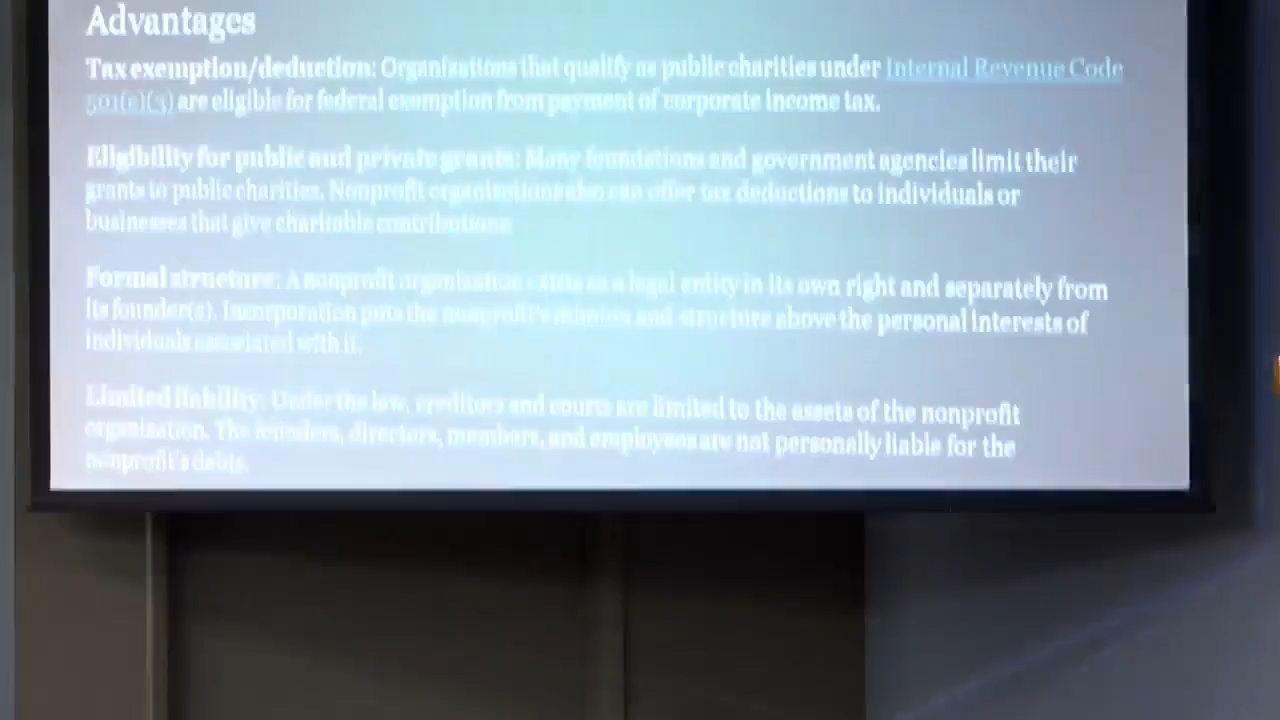 Advantages
Tax exemption/deduction: Organizations that qualify as public charities under Internal Revenue Code
501(c)(3) are eligible for federal exemption from payment of corporate income tax.
Eligibility for public and private grants: Many foundations and government agencies limit their
grants to public charities. Nonprofit organizations also can offer tax deductions to individuals or
businesses that give charitable contributions.
Formal structure: A nonprofit organization exists as a legal entity in its own right and separately from
its founder(s). Incorporation puts the nonprofit's mission and structure above the personal interests of
individuals associated with it.
Limited liability: Under the law, creditors and courts are limited to the assets of the nonprofit
organization. The founders, directors, members, and employees are not personally liable for the
nonprofit's debts.